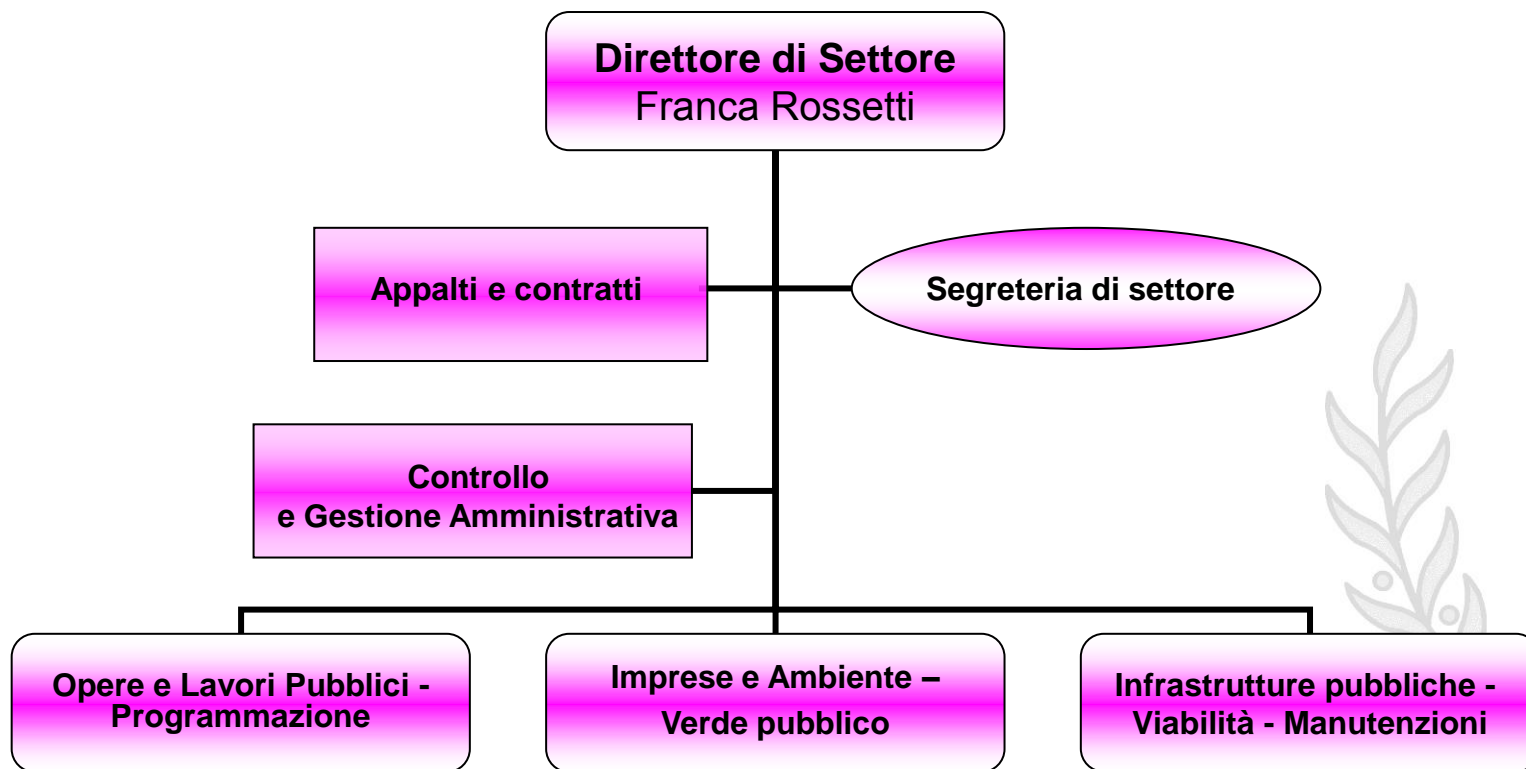 Direttore di Settore
Franca Rossetti
Appalti e contratti
Segreteria di settore
Controllo
e Gestione Amministrativa
Opere e Lavori Pubblici -
Programmazione
Imprese e Ambiente –
Verde pubblico
Infrastrutture pubbliche -
Viabilità - Manutenzioni